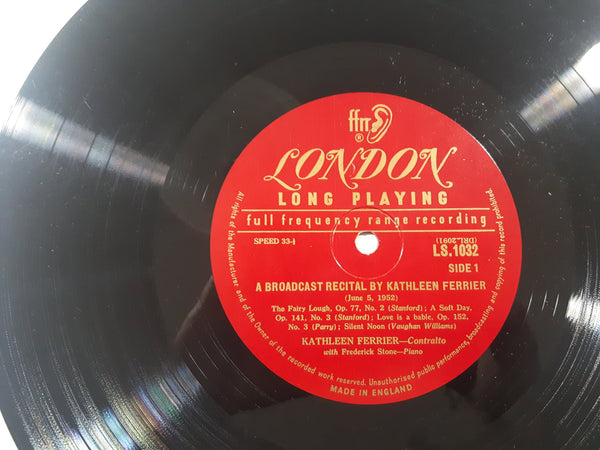 ffrr
®
LONDON
LONG PLAYING
full frequency range recording
SPEED 33-⅓
(DRL.2091)
LS.1032
SIDE 1
A BROADCAST RECITAL BY KATHLEEN FERRIER
(June 5, 1952)
The Fairy Lough, Op. 77, No. 2 (Stanford); A Soft Day,
Op. 141, No. 3 (Stanford); Love is a bable, Op. 152,
No. 3 (Parry); Silent Noon (Vaughan Williams)
KATHLEEN FERRIER—Contralto
with Frederick Stone—Piano
All rights of the Manufacturer and of the Owner of the recorded work reserved. Unauthorised public performance, broadcasting and copying of this record prohibited.
MADE IN ENGLAND